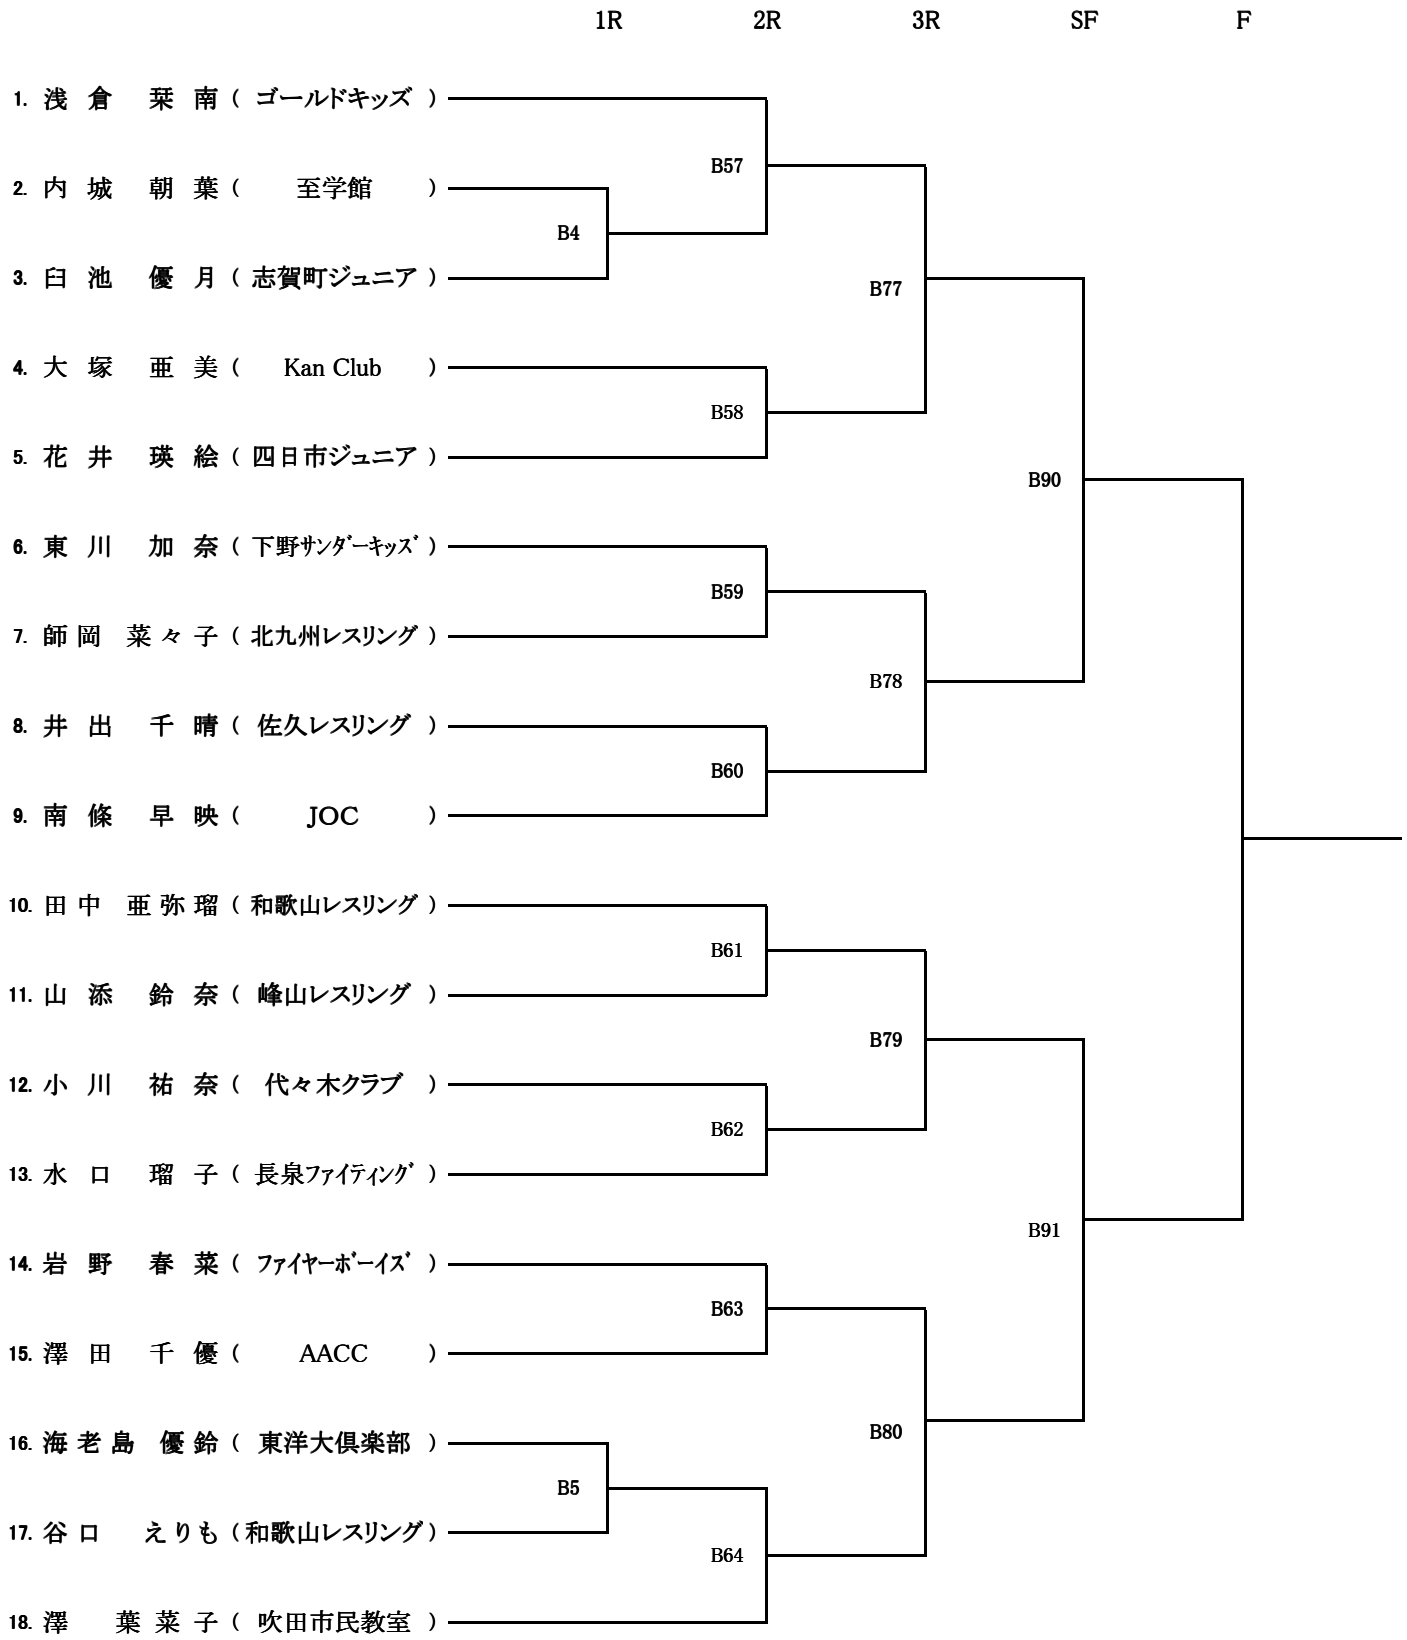 1R 2R 3R SF F
1. 浅倉 栞南 ( ゴールドキッズ )
B57
2. 内城 朝葉 ( 至学館 )
B4
3. 臼池 優月 ( 志賀町ジュニア )
B77
4. 大塚 亜美 ( Kan Club )
B58
5. 花井 瑛絵 ( 四日市ジュニア )
B90
6. 東川 加奈 ( 下野サンダーキッズ )
B59
7. 師岡 菜々子 ( 北九州レスリング )
B78
8. 井出 千晴 ( 佐久レスリング )
B60
9. 南條 早映 ( JOC )
10. 田中 亜弥瑠 ( 和歌山レスリング )
B61
11. 山添 鈴奈 ( 峰山レスリング )
B79
12. 小川 祐奈 ( 代々木クラブ )
B62
13. 水口 瑠子 ( 長泉ファイティング )
B91
14. 岩野 春菜 ( ファイヤーボーイズ )
B63
15. 澤田 千優 ( AACC )
B80
16. 海老島 優鈴 ( 東洋大倶楽部 )
B5
17. 谷口 えりも ( 和歌山レスリング )
B64
18. 澤 葉菜子 ( 吹田市民教室 )